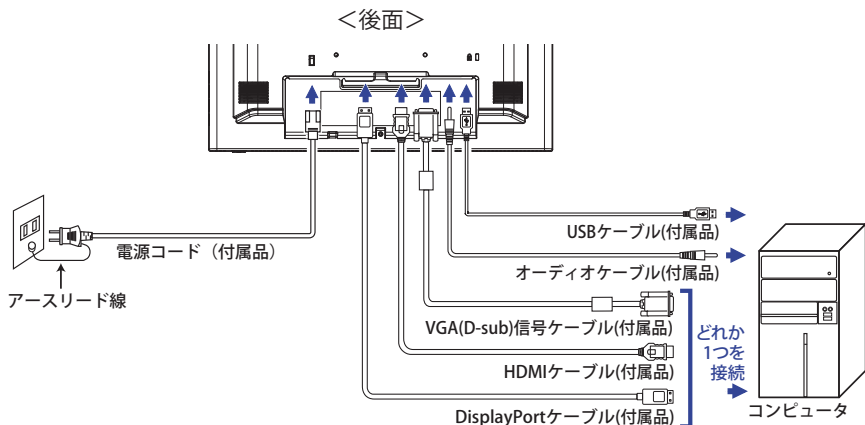 ＜後面＞
USBケーブル(付属品)
電源コード（付属品）
オーディオケーブル(付属品)
アースリード線
VGA(D-sub)信号ケーブル(付属品)
どれか
1つを
接続
HDMIケーブル(付属品)
DisplayPortケーブル(付属品)
コンピュータ